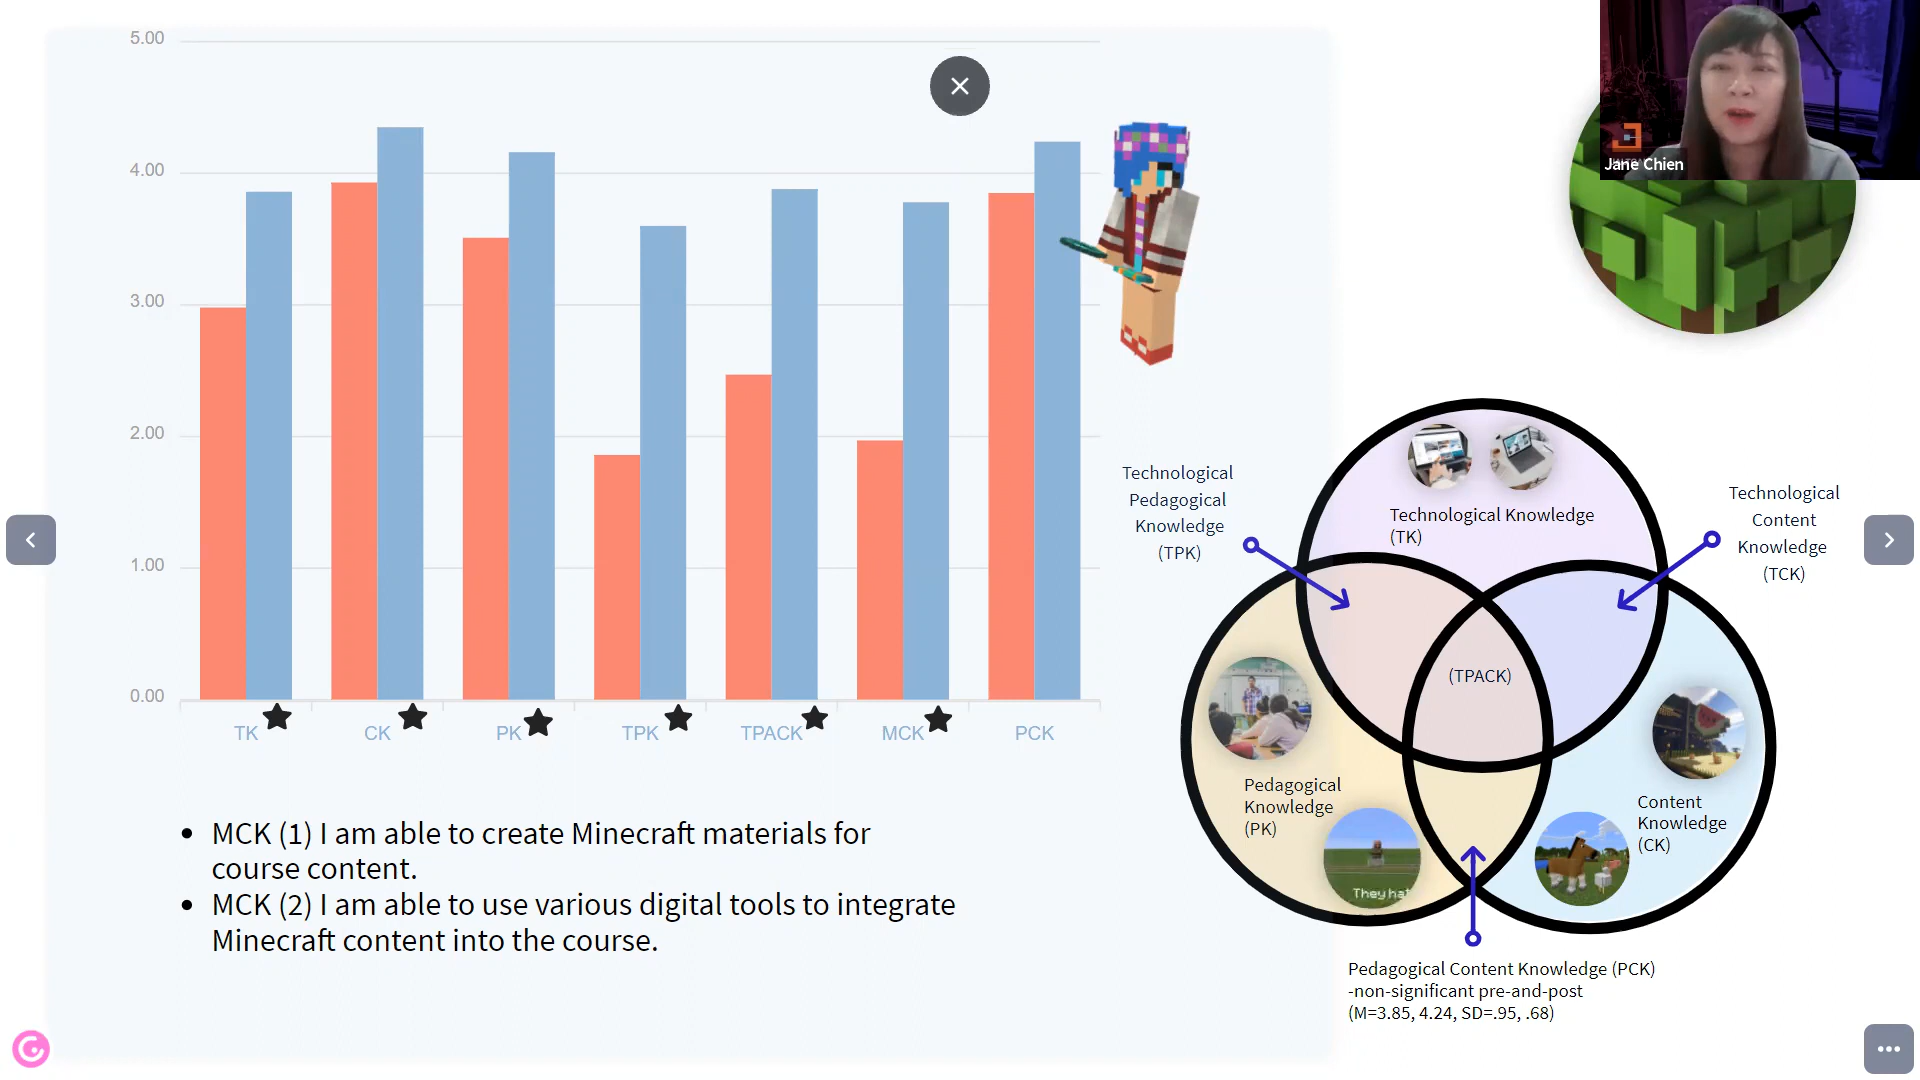 5.00
4.00
3.00
2.00
1.00
0.00
TK
CK
PK
TPK
TPACK
MCK
PCK
MCK (1) I am able to create Minecraft materials for
course content.
MCK (2) I am able to use various digital tools to integrate
Minecraft content into the course.
Jane Chien
Technological
Pedagogical
Knowledge
(TPK)
Technological Knowledge
(TK)
Technological
Content
Knowledge
(TCK)
(TPACK)
Pedagogical
Knowledge
(PK)
They hat
Content
Knowledge
(CK)
Pedagogical Content Knowledge (PCK)
-non-significant pre-and-post
(M=3.85, 4.24, SD=.95, .68)